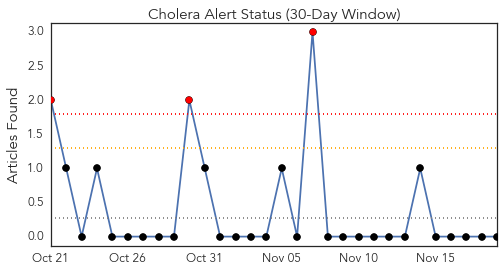 Cholera Alert Status (30-Day Window)
Articles Found
3.0
2.5
2.0
1.5
1.0
0.5
0.0
Oct 21
Oct 26
Oct 31
Nov 05
Nov 10
Nov 15